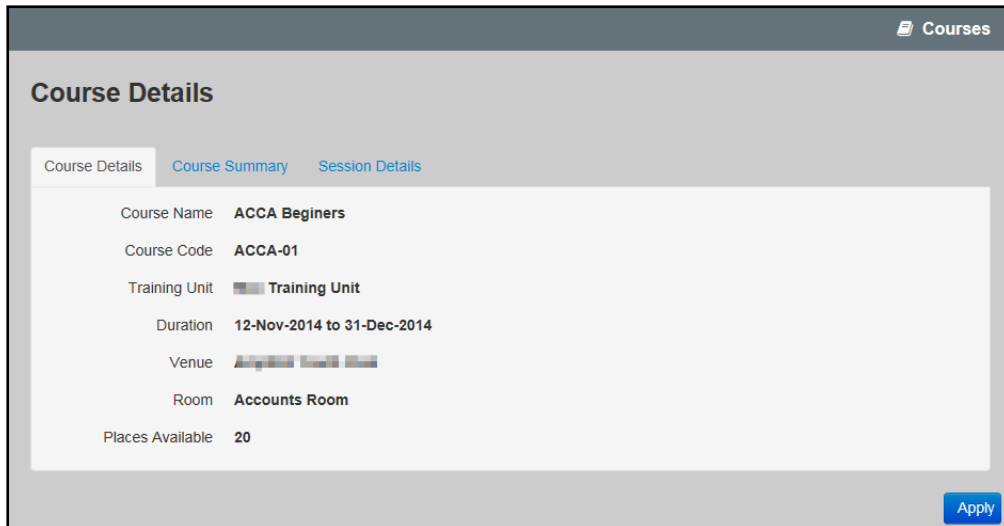 Courses
Course Details
Course Details Course Summary Session Details
Course Name ACCA Beginers
Course Code ACCA-01
Training Unit Training Unit
Duration 12-Nov-2014 to 31-Dec-2014
Venue
Room Accounts Room
Places Available 20
Apply